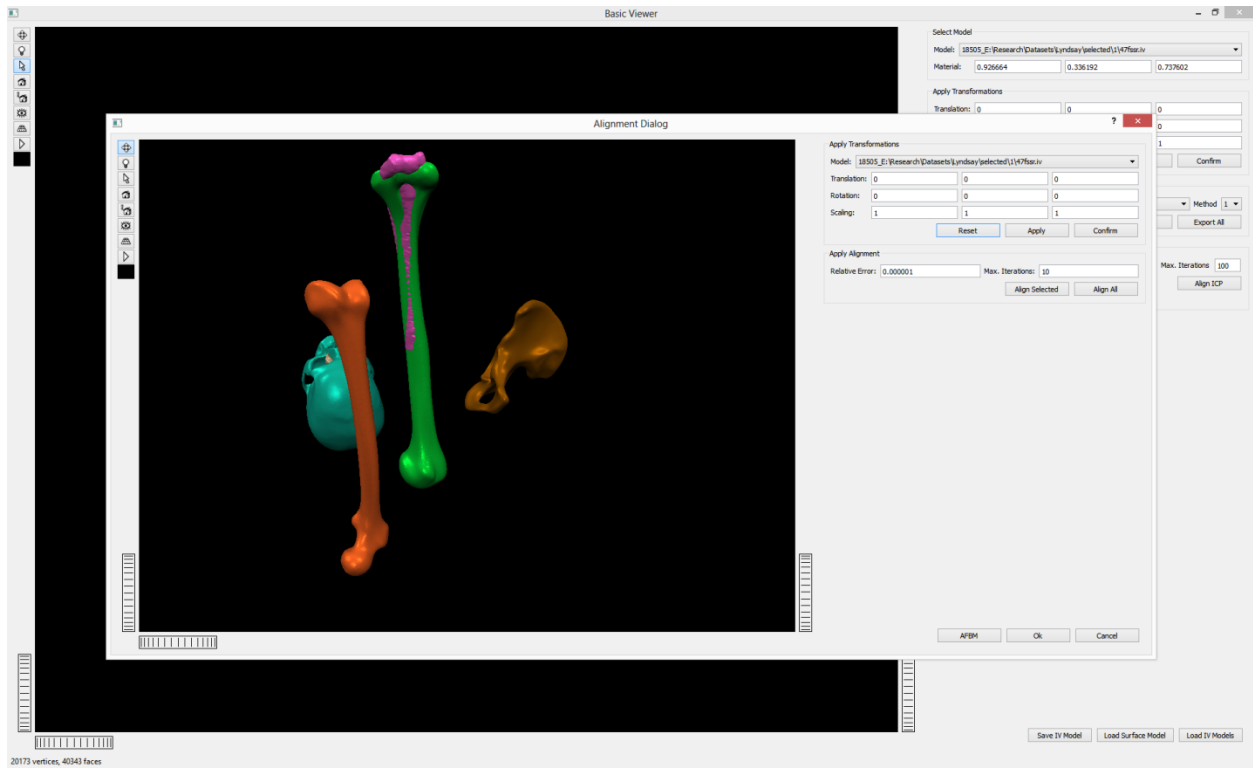 Basic Viewer
Select Model
Model: 18505_E:\Research\Datasets\Lyndsay\selected\1\47fssr.iv
Material: 0.926664 0.336192 0.737602
Apply Transformations
Translation: 0 0 0
0
1
Confirm
Method 1
Export All
Max. Iterations 100
Align ICP
Alignment Dialog
?
Apply Transformations
Model: 18505_E:\Research\Datasets\Lyndsay\selected\1\47fssr.iv
Translation: 0 0 0
Rotation: 0 0 0
Scaling: 1 1 1
Reset Apply Confirm
Apply Alignment
Relative Error: 0.000001 Max. Iterations: 10
Align Selected Align All
AFBM Ok Cancel
Save IV Model Load Surface Model Load IV Models
20173 vertices, 40343 faces